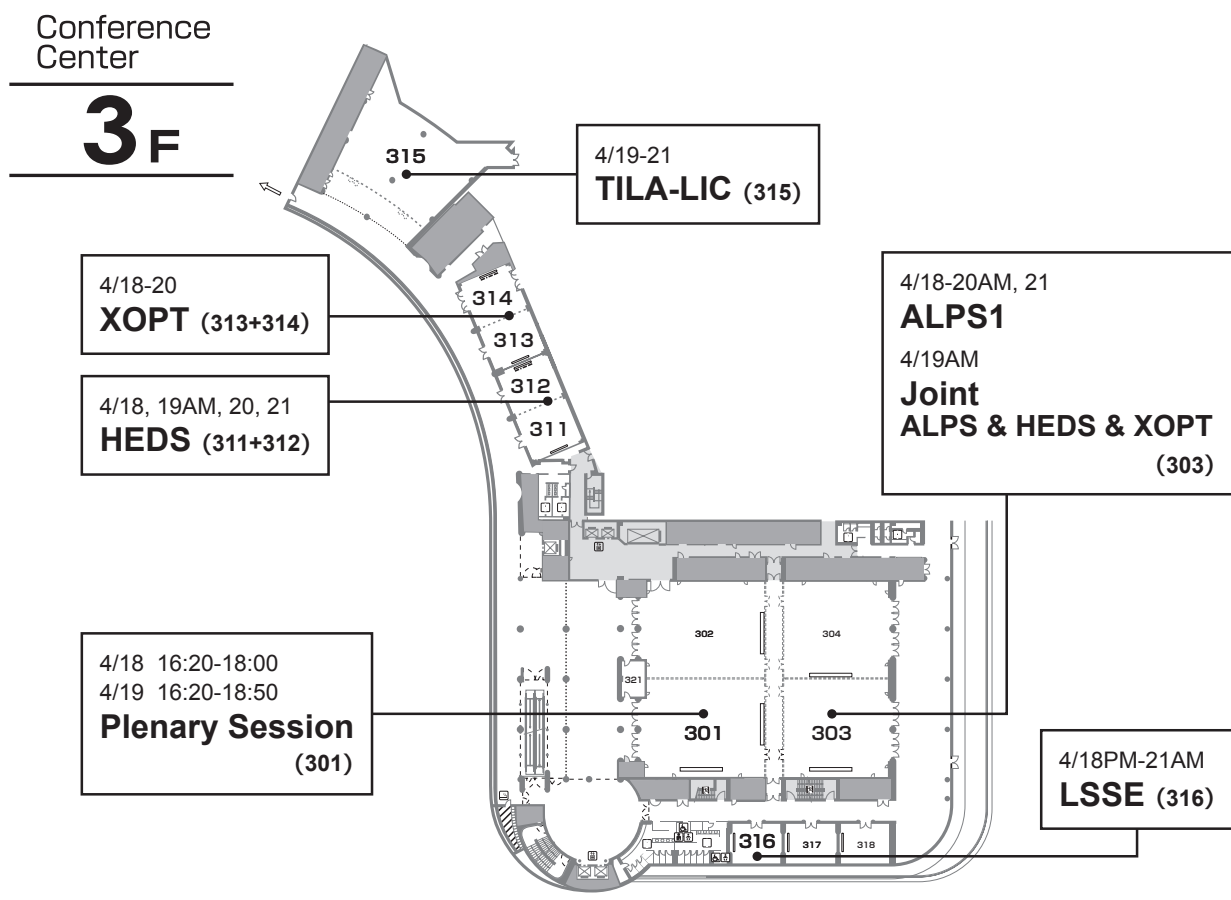 Conference
Center
3F
315
4/19-21
TILA-LIC (315)
4/18-20
XOPT (313+314)
314
313
4/18-20AM, 21
ALPS1
4/19AM
Joint
ALPS & HEDS & XOPT
(303)
4/18, 19AM, 20, 21
HEDS (311+312)
312
311
302
304
321
4/18 16:20-18:00
4/19 16:20-18:50
Plenary Session
(301)
301
303
4/18PM-21AM
LSSE (316)
316
317
318